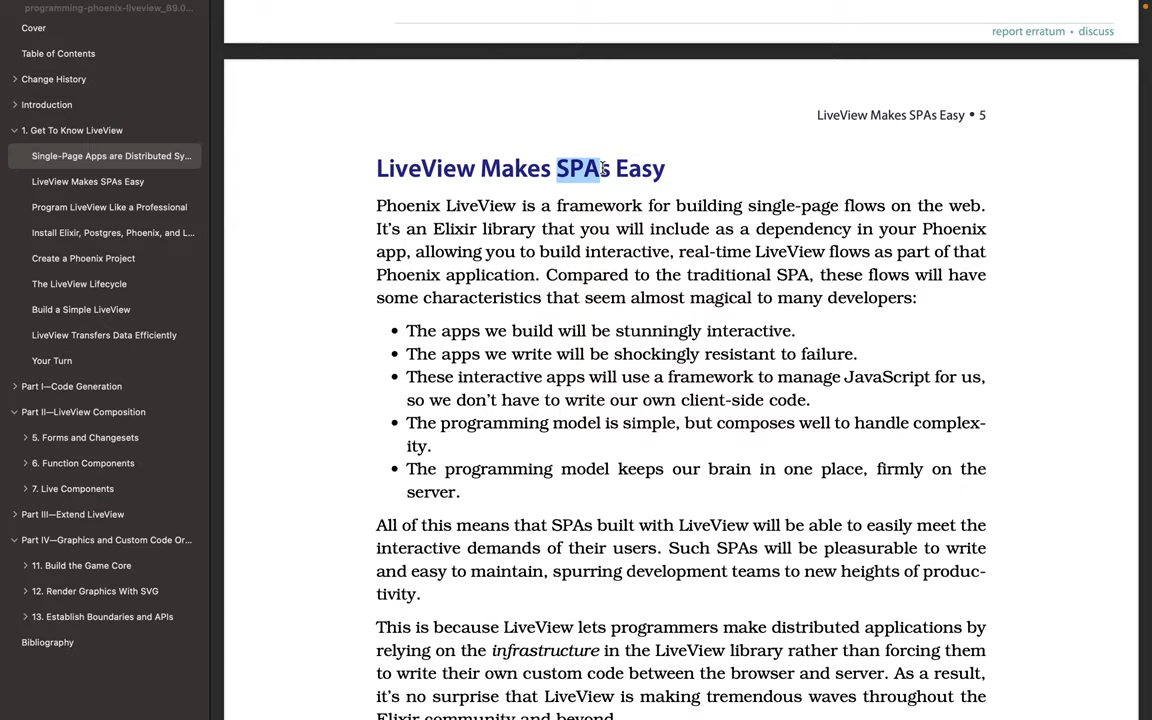 programming-phoenix-liveview_B9.0...
Cover
Table of Contents
Change History
Introduction
1. Get To Know LiveView
Single-Page Apps are Distributed Sy...
LiveView Makes SPAs Easy
Program LiveView Like a Professional
Install Elixir, Postgres, Phoenix, and L...
Create a Phoenix Project
The LiveView Lifecycle
Build a Simple LiveView
LiveView Transfers Data Efficiently
Your Turn
Part I—Code Generation
Part II—LiveView Composition
5. Forms and Changesets
6. Function Components
7. Live Components
Part III—Extend LiveView
Part IV—Graphics and Custom Code Or...
11. Build the Game Core
12. Render Graphics With SVG
13. Establish Boundaries and APIs
Bibliography
report erratum • discuss
LiveView Makes SPAs Easy • 5
LiveView Makes SPAs Easy
Phoenix LiveView is a framework for building single-page flows on the web.
It’s an Elixir library that you will include as a dependency in your Phoenix
app, allowing you to build interactive, real-time LiveView flows as part of that
Phoenix application. Compared to the traditional SPA, these flows will have
some characteristics that seem almost magical to many developers:
• The apps we build will be stunningly interactive.
• The apps we write will be shockingly resistant to failure.
• These interactive apps will use a framework to manage JavaScript for us,
so we don’t have to write our own client-side code.
• The programming model is simple, but composes well to handle complex-
ity.
• The programming model keeps our brain in one place, firmly on the
server.
All of this means that SPAs built with LiveView will be able to easily meet the
interactive demands of their users. Such SPAs will be pleasurable to write
and easy to maintain, spurring development teams to new heights of produc-
tivity.
This is because LiveView lets programmers make distributed applications by
relying on the infrastructure in the LiveView library rather than forcing them
to write their own custom code between the browser and server. As a result,
it’s no surprise that LiveView is making tremendous waves throughout the
Elixir community and beyond.